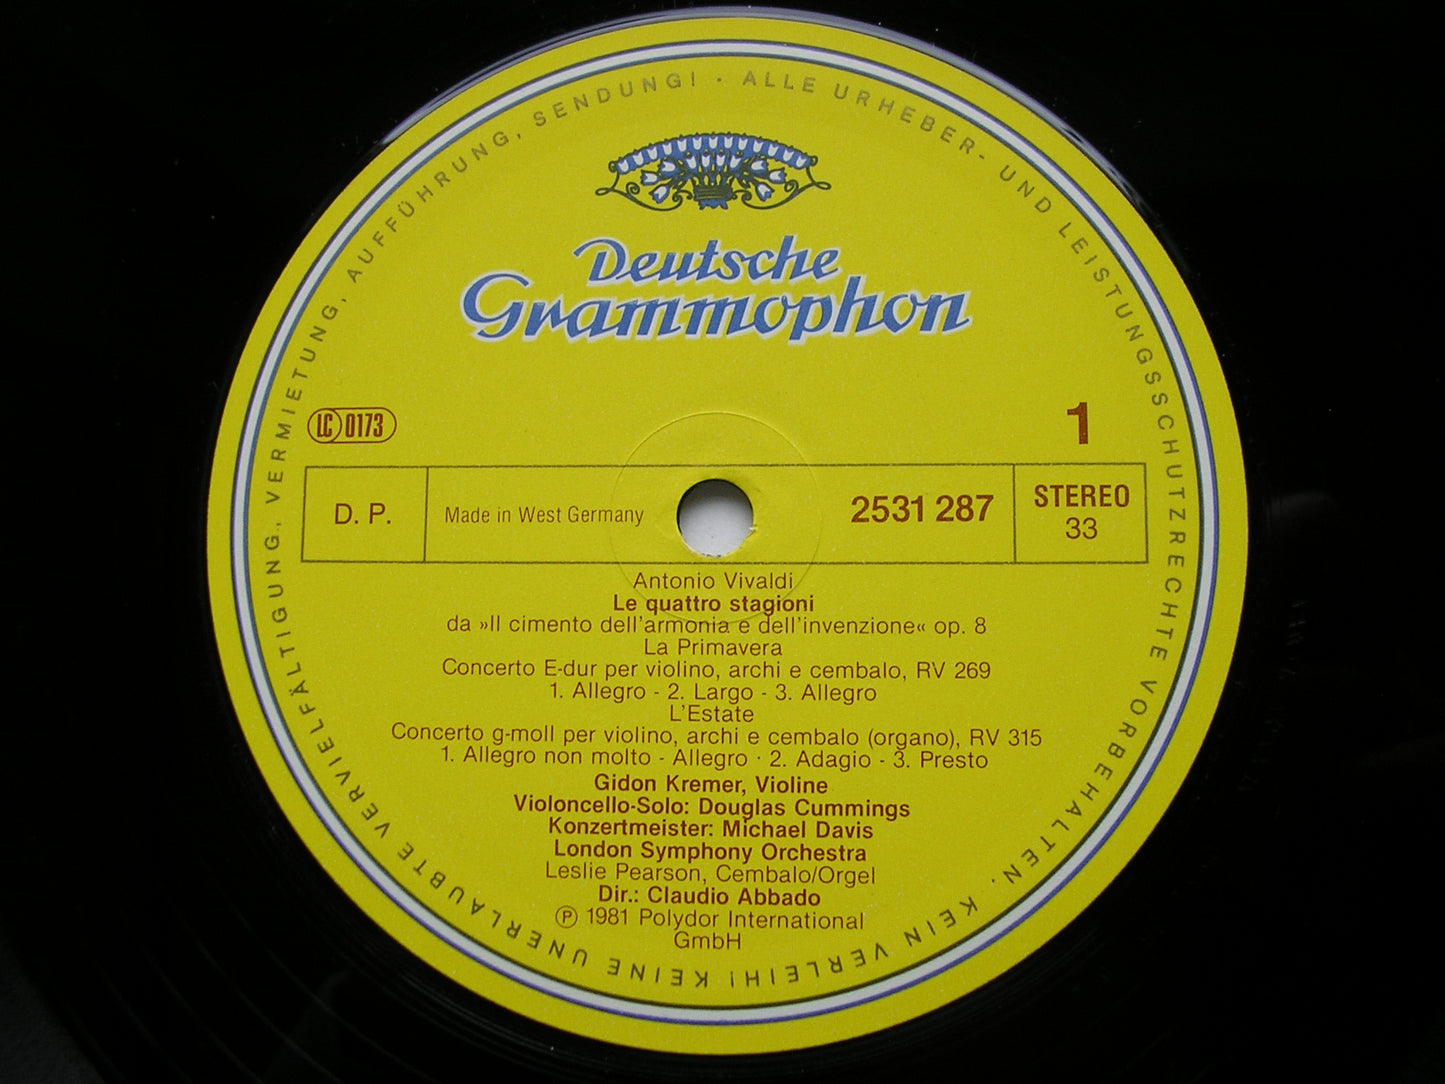 ALLE URHEBER- UND LEISTUNGSSCHUTZRECHTE VORBEHALTEN. KEIN VERLEIH! KEINE UNERLAUBTE VERVIELFÄLTIGUNG, VERMIETUNG, AUFFÜHRUNG, SENDUNG! ·
Deutsche
Grammophon
LC 0173
1
D. P.
Made in West Germany
2531 287
STEREO
33
Antonio Vivaldi
Le quattro stagioni
da »Il cimento dell'armonia e dell'invenzione« op. 8
La Primavera
Concerto E-dur per violino, archi e cembalo, RV 269
1. Allegro - 2. Largo - 3. Allegro
L'Estate
Concerto g-moll per violino, archi e cembalo (organo), RV 315
1. Allegro non molto - Allegro · 2. Adagio - 3. Presto
Gidon Kremer, Violine
Violoncello-Solo: Douglas Cummings
Konzertmeister: Michael Davis
London Symphony Orchestra
Leslie Pearson, Cembalo/Orgel
Dir.: Claudio Abbado
℗ 1981 Polydor International
GmbH